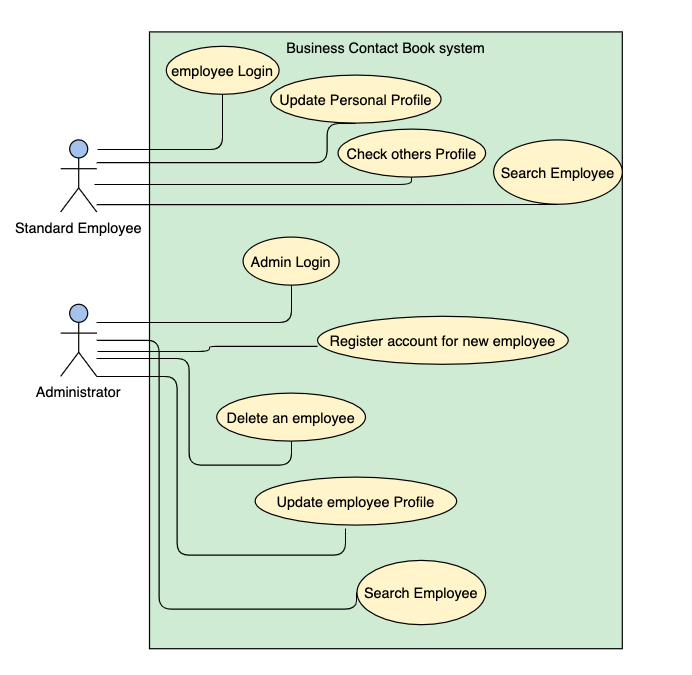 Business Contact Book system
employee Login
Update Personal Profile
Check others Profile
Search Employee
Standard Employee
Admin Login
Register account for new employee
Administrator
Delete an employee
Update employee Profile
Search Employee